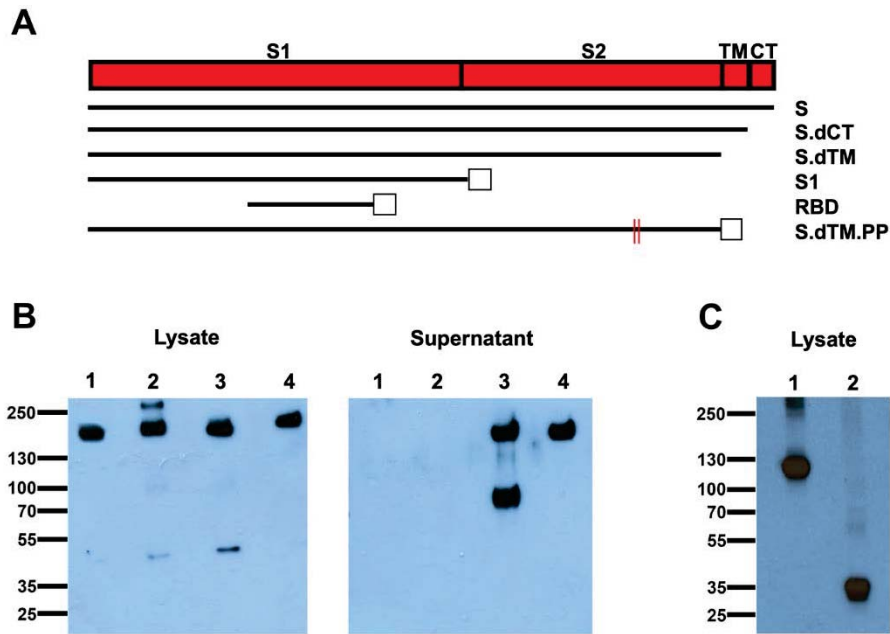 A
S1 S2 TM CT
S
S.dCT
S.dTM
S1
RBD
S.dTM.PP
B
Lysate
1 2 3 4
250
130
100
70
55
35
25
Supernatant
1 2 3 4
C
Lysate
1 2
250
130
100
70
55
35
25